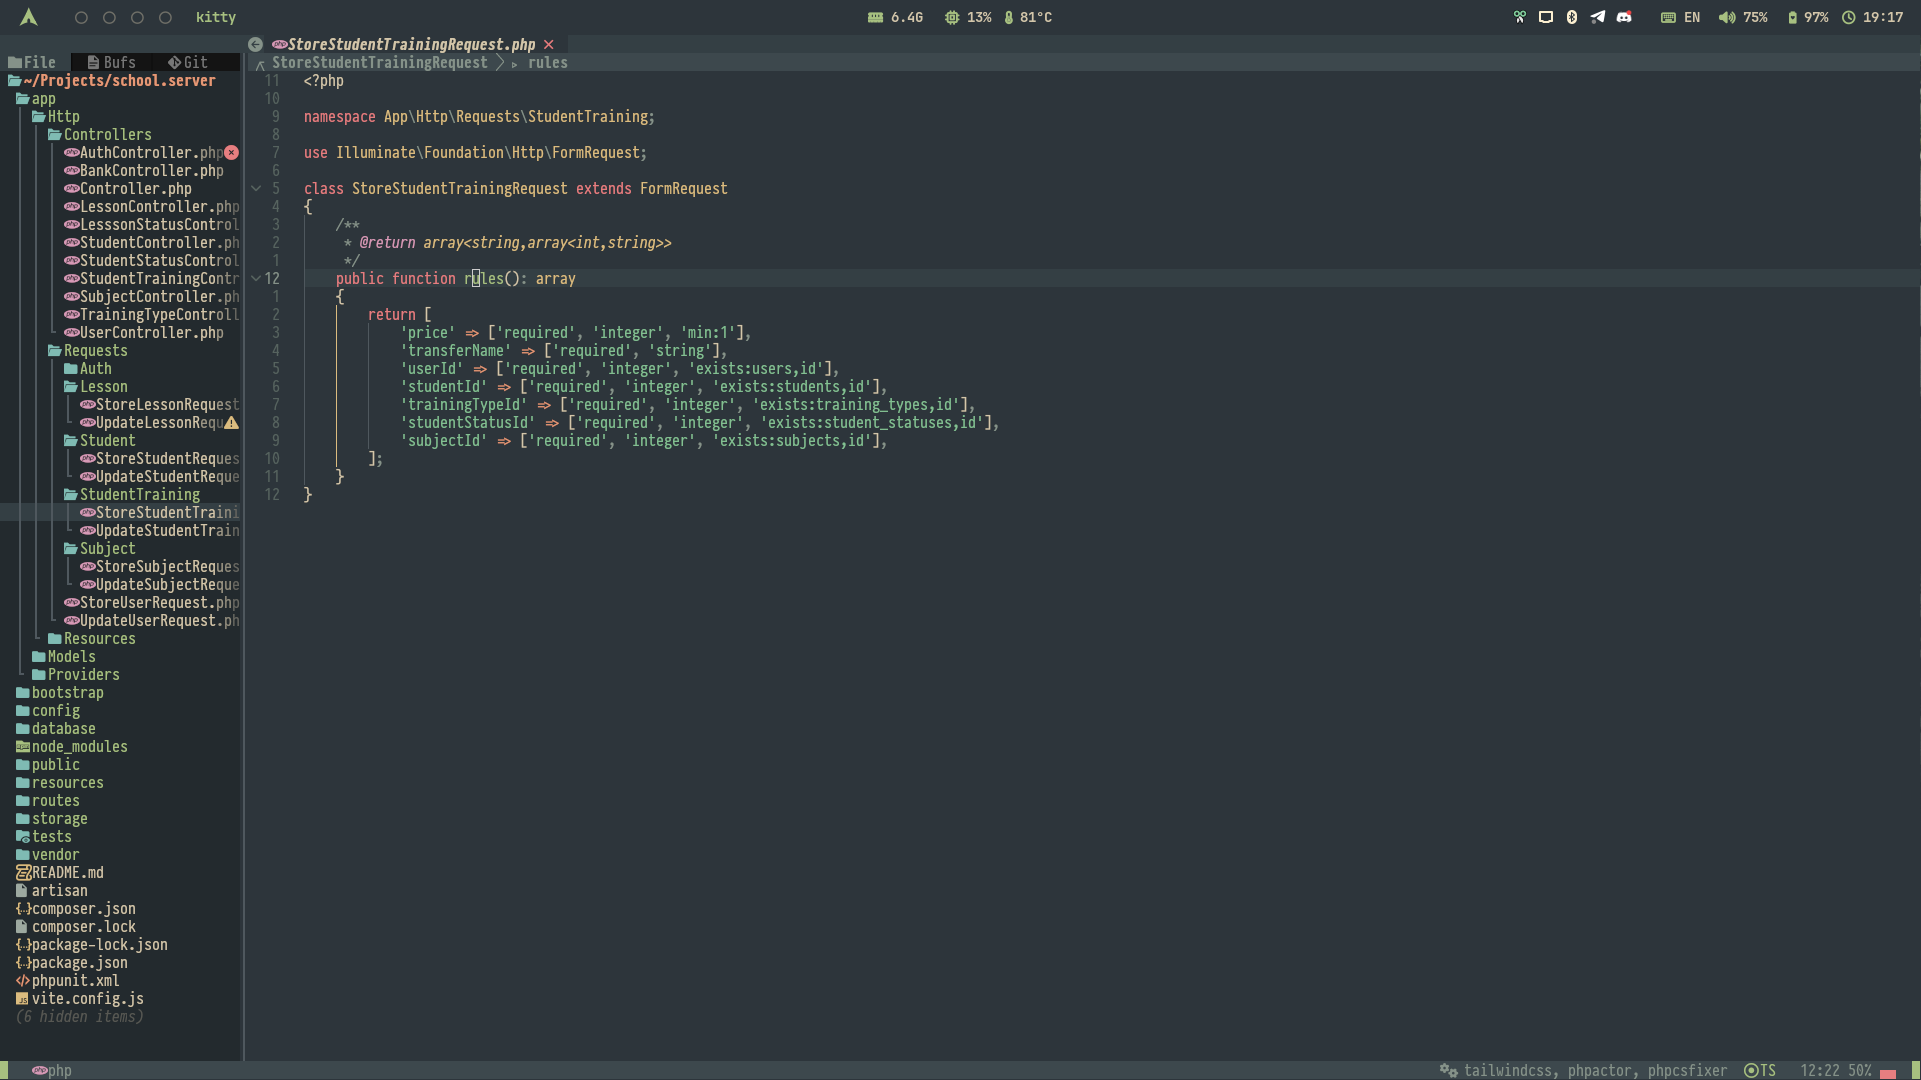 kitty 6.4G 13% 81°C EN 75% 97% 19:17
StoreStudentTrainingRequest.php
File Bufs Git
StoreStudentTrainingRequest rules
~/Projects/school.server
app
Http
Controllers
AuthController.php
BankController.php
Controller.php
LessonController.php
LesssonStatusControl
StudentController.ph
StudentStatusControl
StudentTrainingContr
SubjectController.ph
TrainingTypeControll
UserController.php
Requests
Auth
Lesson
StoreLessonRequest
UpdateLessonRequ
Student
StoreStudentReques
UpdateStudentReque
StudentTraining
StoreStudentTraini
UpdateStudentTrain
Subject
StoreSubjectReques
UpdateSubjectReque
StoreUserRequest.php
UpdateUserRequest.ph
Resources
Models
Providers
bootstrap
config
database
node_modules
public
resources
routes
storage
tests
vendor
README.md
artisan
composer.json
composer.lock
package-lock.json
package.json
phpunit.xml
vite.config.js
(6 hidden items)
11 <?php
10
9 namespace App\Http\Requests\StudentTraining;
8
7 use Illuminate\Foundation\Http\FormRequest;
6
5 class StoreStudentTrainingRequest extends FormRequest
4 {
3 /**
2 * @return array<string,array<int,string>>
1 */
12 public function rules(): array
1 {
2 return [
3 'price' => ['required', 'integer', 'min:1'],
4 'transferName' => ['required', 'string'],
5 'userId' => ['required', 'integer', 'exists:users,id'],
6 'studentId' => ['required', 'integer', 'exists:students,id'],
7 'trainingTypeId' => ['required', 'integer', 'exists:training_types,id'],
8 'studentStatusId' => ['required', 'integer', 'exists:student_statuses,id'],
9 'subjectId' => ['required', 'integer', 'exists:subjects,id'],
10 ];
11 }
12 }
php tailwindcss, phpactor, phpcsfixer TS 12:22 50%